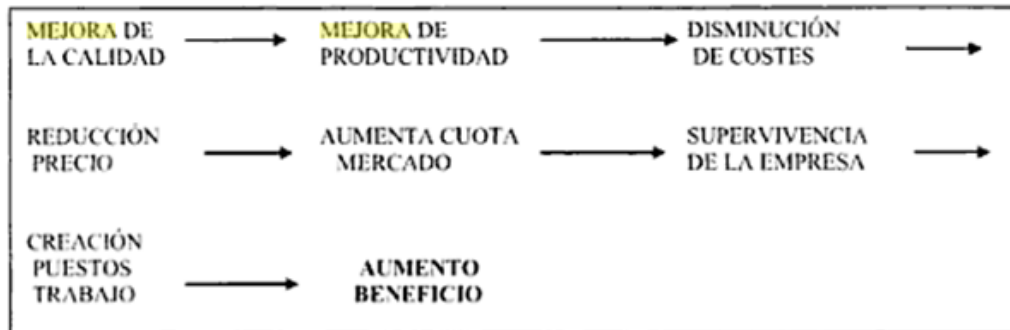 MEJORA DE MEJORA DE DISMINUCIÓN
LA CALIDAD PRODUCTIVIDAD DE COSTES
REDUCCIÓN AUMENTA CUOTA SUPERVIVENCIA
PRECIO MERCADO DE LA EMPRESA
CREACIÓN
PUESTOS AUMENTO
TRABAJO BENEFICIO